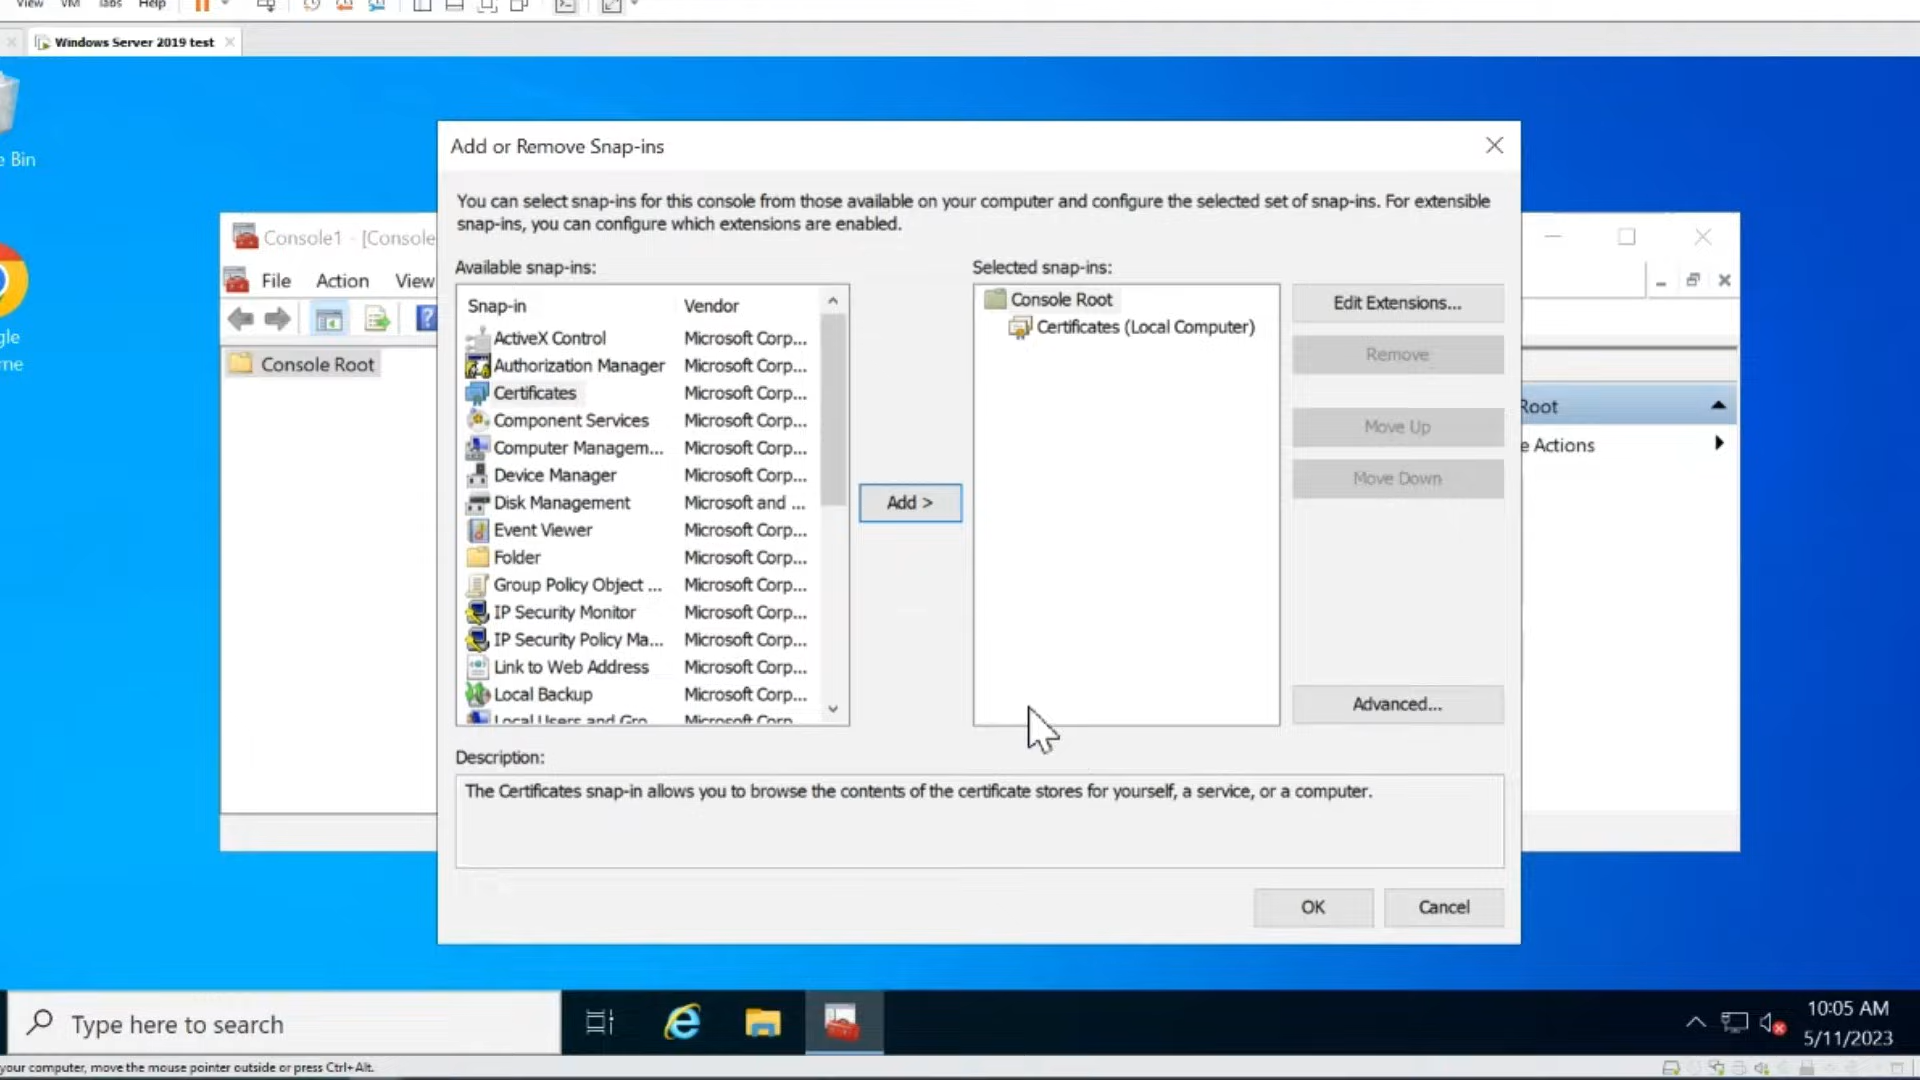 View VM Tabs Help
Windows Server 2019 test
e Bin
gle
me
Add or Remove Snap-ins
You can select snap-ins for this console from those available on your computer and configure the selected set of snap-ins. For extensible
snap-ins, you can configure which extensions are enabled.
Console1 - [Console
File Action View
Console Root
Available snap-ins:
Snap-in Vendor
ActiveX Control Microsoft Corp...
Authorization Manager Microsoft Corp...
Certificates Microsoft Corp...
Component Services Microsoft Corp...
Computer Managem... Microsoft Corp...
Device Manager Microsoft Corp...
Disk Management Microsoft and ...
Event Viewer Microsoft Corp...
Folder Microsoft Corp...
Group Policy Object ... Microsoft Corp...
IP Security Monitor Microsoft Corp...
IP Security Policy Ma... Microsoft Corp...
Link to Web Address Microsoft Corp...
Local Backup Microsoft Corp...
Local Users and Gro Microsoft Corp
Add >
Selected snap-ins:
Console Root
Certificates (Local Computer)
Edit Extensions...
Remove
Move Up
Move Down
Advanced...
Root
e Actions
Description:
The Certificates snap-in allows you to browse the contents of the certificate stores for yourself, a service, or a computer.
OK Cancel
Type here to search
10:05 AM
5/11/2023
your computer, move the mouse pointer outside or press Ctrl+Alt.